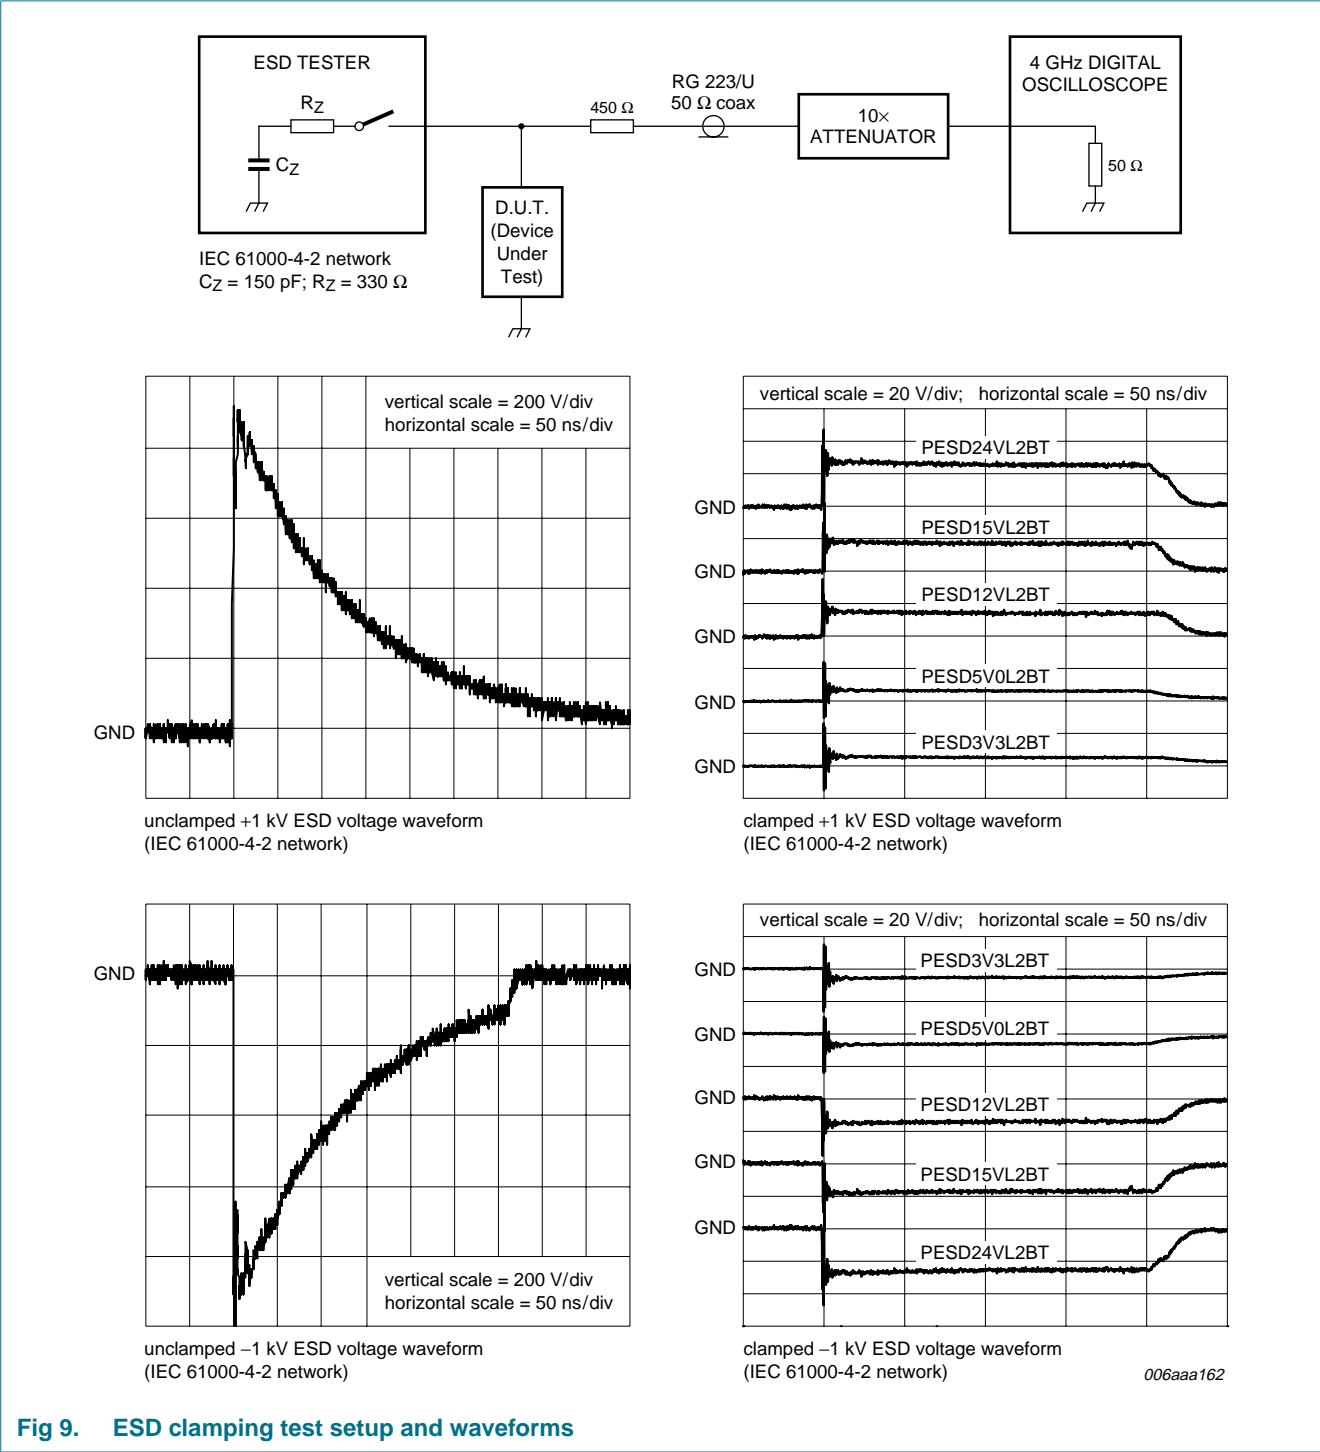 ESD TESTER
RZ
CZ
IEC 61000-4-2 network
CZ = 150 pF; RZ = 330 Ω
D.U.T.
(Device
Under
Test)
450 Ω
RG 223/U
50 Ω coax
10×
ATTENUATOR
4 GHz DIGITAL
OSCILLOSCOPE
50 Ω
vertical scale = 200 V/div
horizontal scale = 50 ns/div
GND
unclamped +1 kV ESD voltage waveform
(IEC 61000-4-2 network)
vertical scale = 20 V/div; horizontal scale = 50 ns/div
PESD24VL2BT
GND
PESD15VL2BT
GND
PESD12VL2BT
GND
PESD5V0L2BT
GND
PESD3V3L2BT
GND
clamped +1 kV ESD voltage waveform
(IEC 61000-4-2 network)
GND
vertical scale = 200 V/div
horizontal scale = 50 ns/div
unclamped −1 kV ESD voltage waveform
(IEC 61000-4-2 network)
vertical scale = 20 V/div; horizontal scale = 50 ns/div
GND
PESD3V3L2BT
GND
PESD5V0L2BT
GND
PESD12VL2BT
GND
PESD15VL2BT
GND
PESD24VL2BT
clamped −1 kV ESD voltage waveform
(IEC 61000-4-2 network)
006aaa162
Fig 9. ESD clamping test setup and waveforms